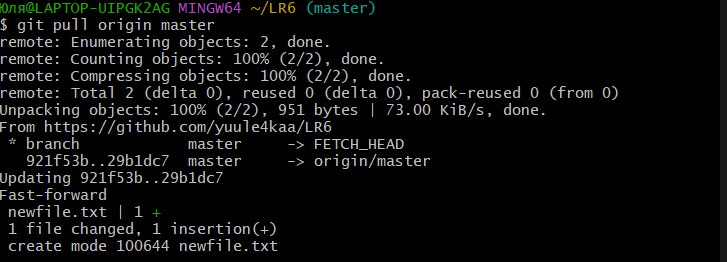 Юля@LAPTOP-UIPGK2AG MINGW64 ~/LR6 (master)
$ git pull origin master
remote: Enumerating objects: 2, done.
remote: Counting objects: 100% (2/2), done.
remote: Compressing objects: 100% (2/2), done.
remote: Total 2 (delta 0), reused 0 (delta 0), pack-reused 0 (from 0)
Unpacking objects: 100% (2/2), 951 bytes | 73.00 KiB/s, done.
From https://github.com/yuule4kaa/LR6
 * branch            master     -> FETCH_HEAD
   921f53b..29b1dc7  master     -> origin/master
Updating 921f53b..29b1dc7
Fast-forward
 newfile.txt | 1 +
 1 file changed, 1 insertion(+)
 create mode 100644 newfile.txt